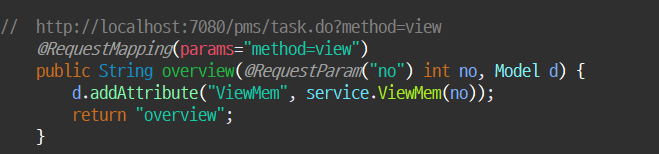 // http://localhost:7080/pms/task.do?method=view
@RequestMapping(params="method=view")
public String overview(@RequestParam("no") int no, Model d) {
d.addAttribute("ViewMem", service.ViewMem(no));
return "overview";
}